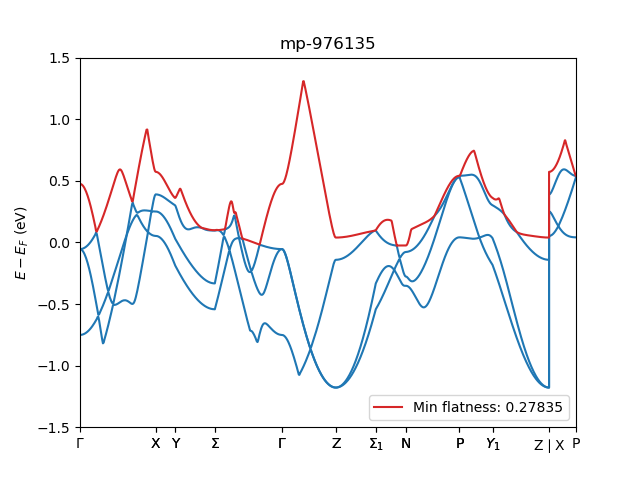 mp-976135
E − E_F (eV)
1.5
1.0
0.5
0.0
−0.5
−1.0
−1.5
Min flatness: 0.27835
Γ X Y Σ Γ Z Σ₁ N P Y₁ Z | X P